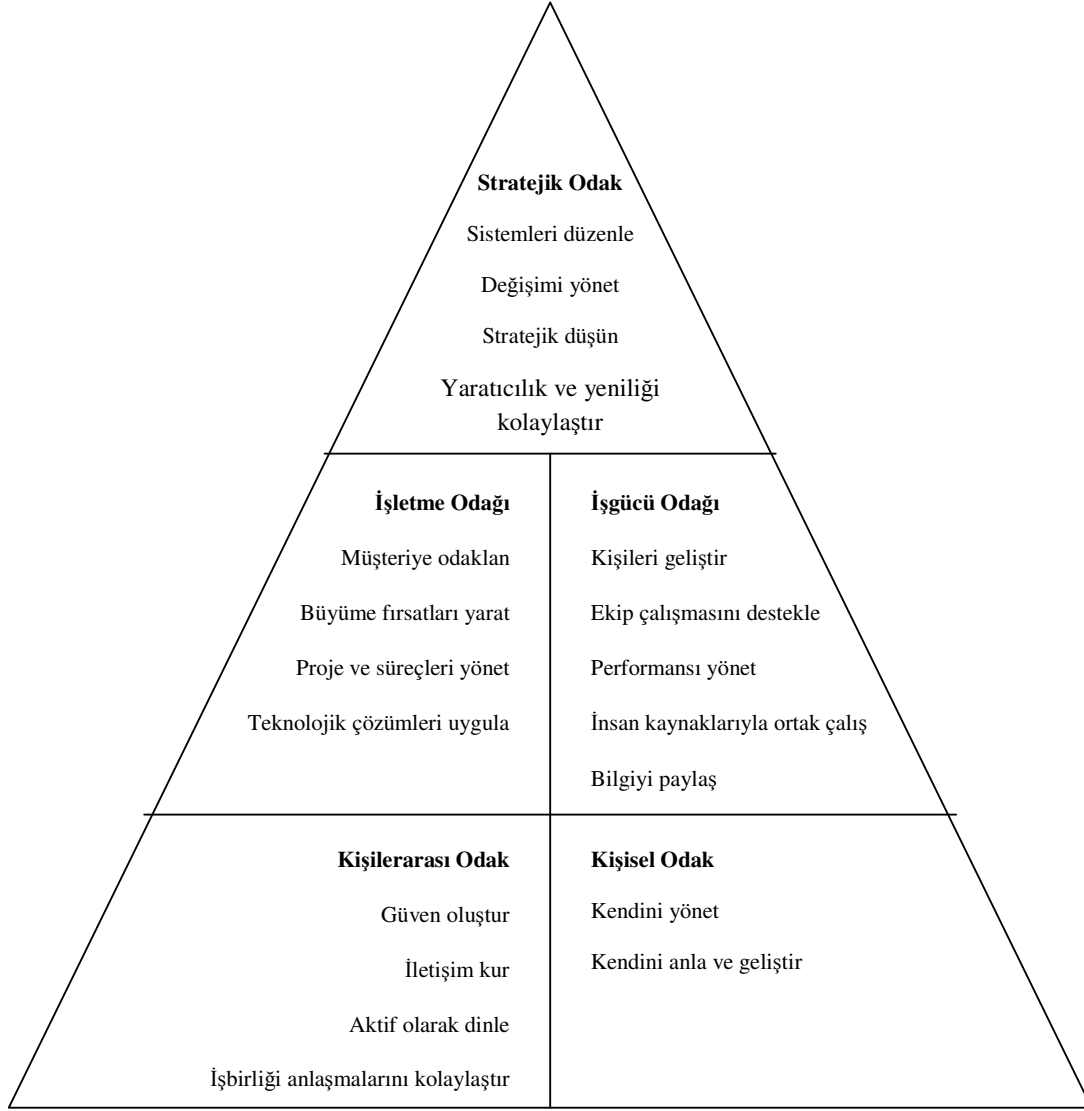 Stratejik Odak
Sistemleri düzenle
Değişimi yönet
Stratejik düşün
Yaratıcılık ve yeniliği
kolaylaştır
İşletme Odağı
Müşteriye odaklan
Büyüme fırsatları yarat
Proje ve süreçleri yönet
Teknolojik çözümleri uygula
İşgücü Odağı
Kişileri geliştir
Ekip çalışmasını destekle
Performansı yönet
İnsan kaynaklarıyla ortak çalış
Bilgiyi paylaş
Kişilerarası Odak
Güven oluştur
İletişim kur
Aktif olarak dinle
İşbirliği anlaşmalarını kolaylaştır
Kişisel Odak
Kendini yönet
Kendini anla ve geliştir